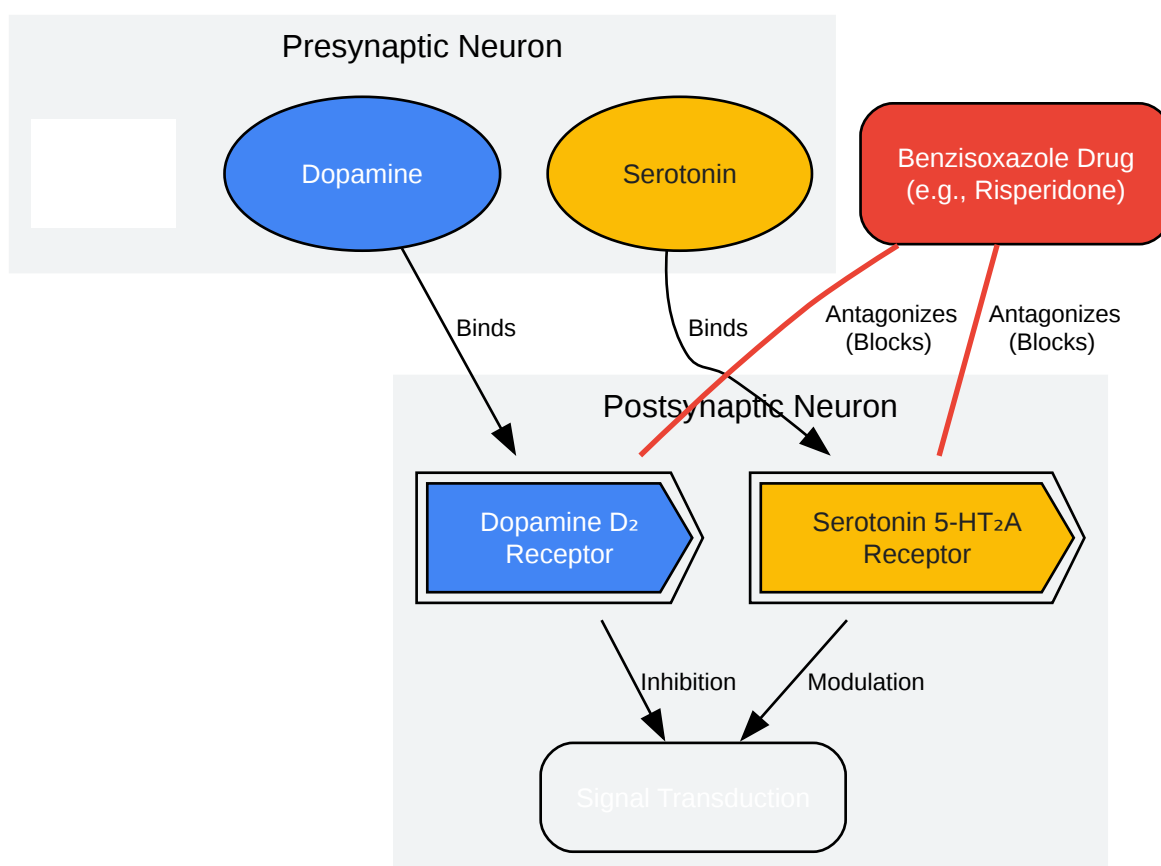 Presynaptic Neuron
Dopamine
Serotonin
Benzisoxazole Drug
(e.g., Risperidone)
Binds
Binds
Antagonizes
(Blocks)
Antagonizes
(Blocks)
Postsynaptic Neuron
Dopamine D₂
Receptor
Serotonin 5-HT₂A
Receptor
Inhibition
Modulation
Signal Transduction